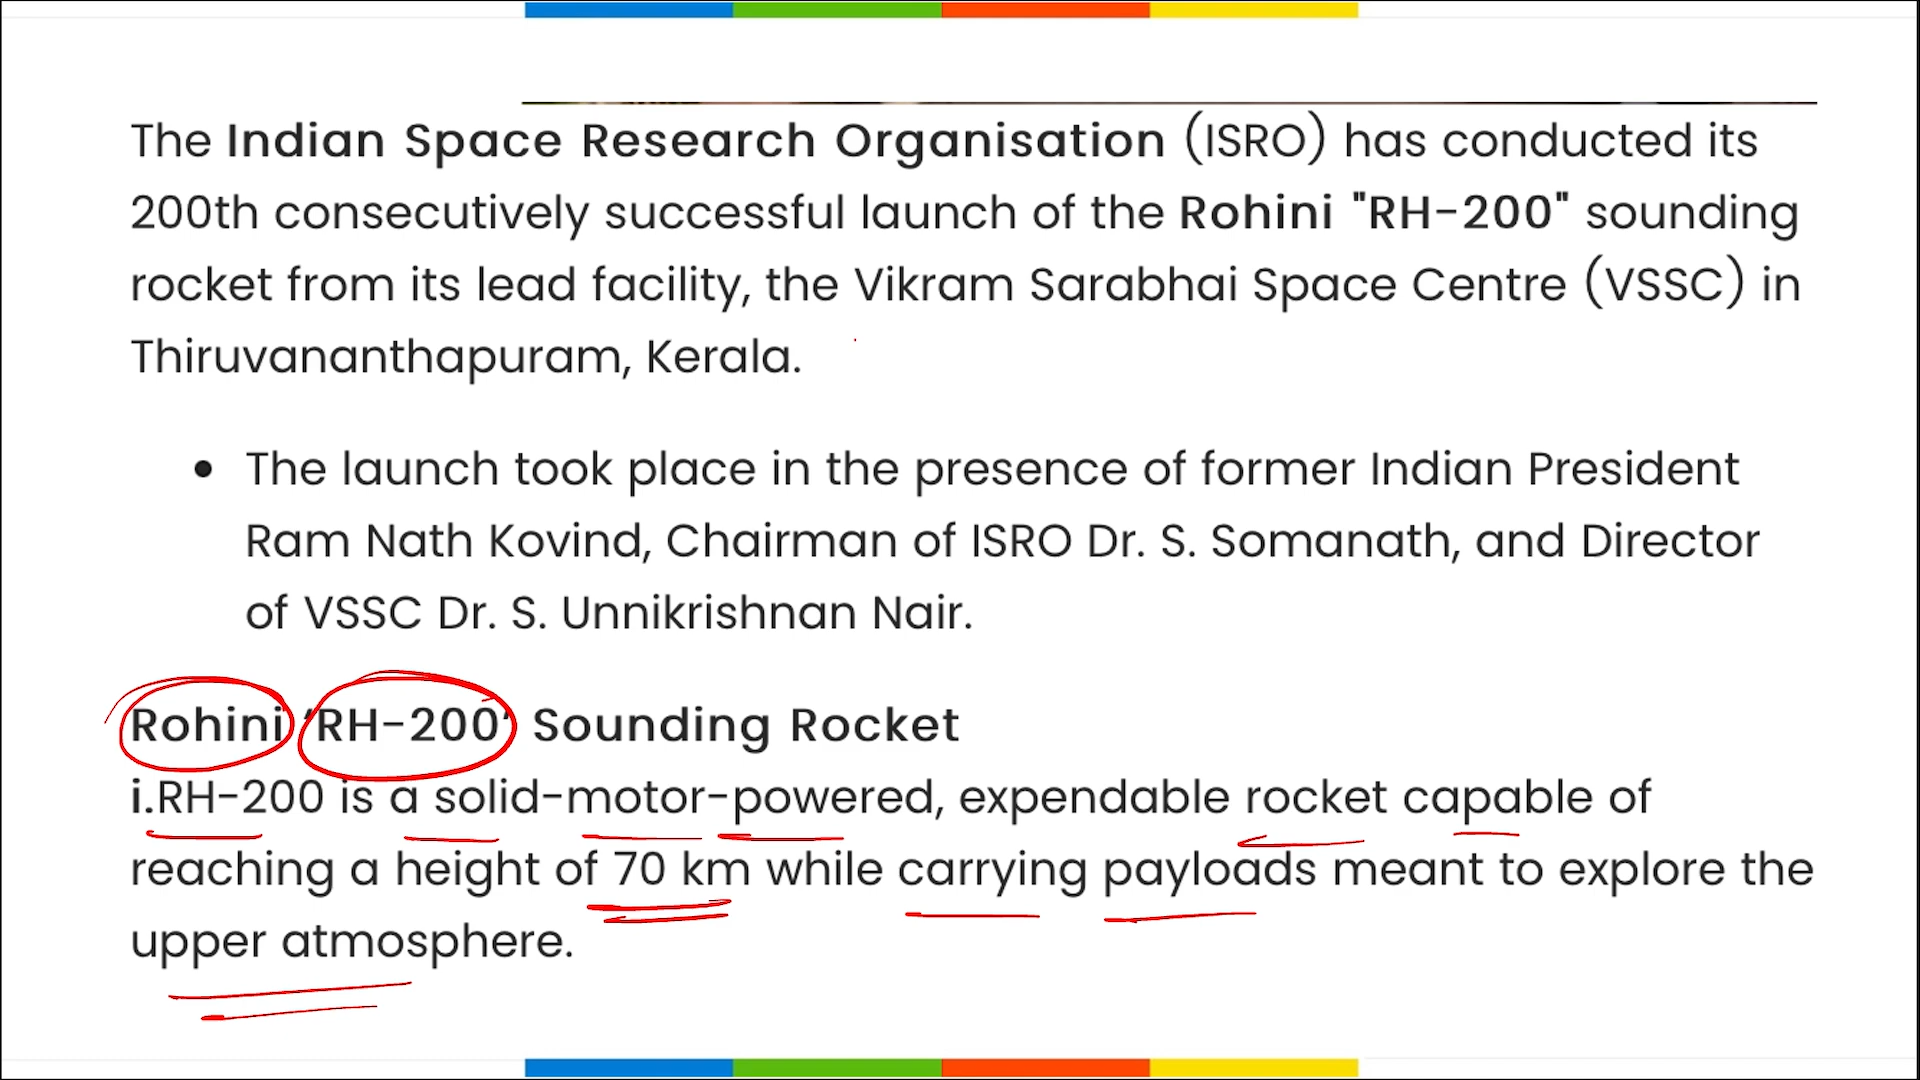 The Indian Space Research Organisation (ISRO) has conducted its
200th consecutively successful launch of the Rohini "RH-200" sounding
rocket from its lead facility, the Vikram Sarabhai Space Centre (VSSC) in
Thiruvananthapuram, Kerala.
• The launch took place in the presence of former Indian President
Ram Nath Kovind, Chairman of ISRO Dr. S. Somanath, and Director
of VSSC Dr. S. Unnikrishnan Nair.
Rohini ‘RH-200’ Sounding Rocket
i.RH-200 is a solid-motor-powered, expendable rocket capable of
reaching a height of 70 km while carrying payloads meant to explore the
upper atmosphere.